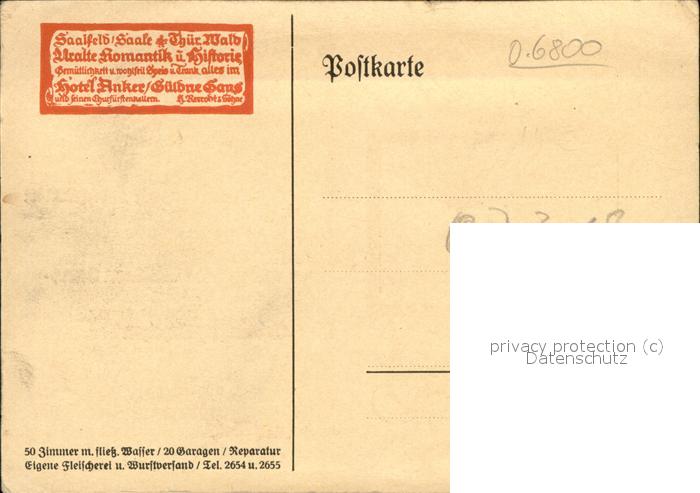 Saalfeld/Saale & Thür. Wald
Uralte Romantik u. Historie
Gemütlichkeit u. wohlfeil Speis u. Trank alles im
Hotel Anker/Güldne Gans
und seinen Churfürstenkellern. H. & Söhne
Postkarte
0.6800
50 Zimmer m. fließ. Wasser / 20 Garagen / Reparatur
Eigene Fleischerei u. Wurstversand / Tel. 2654 u. 2655
privacy protection (c)
Datenschutz